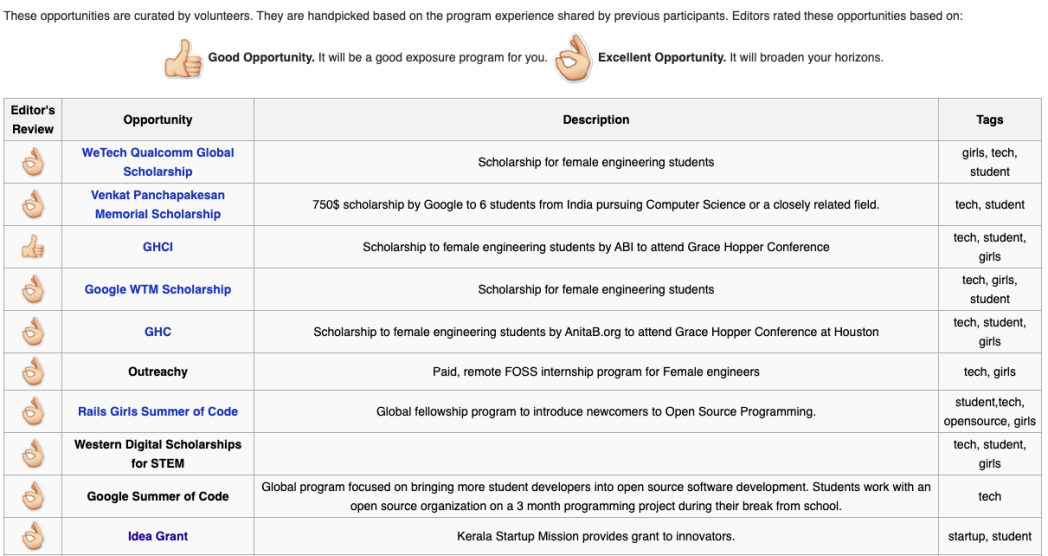 These opportunities are curated by volunteers. They are handpicked based on the program experience shared by previous participants. Editors rated these opportunities based on:
Good Opportunity. It will be a good exposure program for you. Excellent Opportunity. It will broaden your horizons.
Editor's
Review
Opportunity
Description
Tags
WeTech Qualcomm Global
Scholarship
Scholarship for female engineering students
girls, tech,
student
Venkat Panchapakesan
Memorial Scholarship
750$ scholarship by Google to 6 students from India pursuing Computer Science or a closely related field.
tech, student
GHCI
Scholarship to female engineering students by ABI to attend Grace Hopper Conference
tech, student,
girls
Google WTM Scholarship
Scholarship for female engineering students
tech, girls,
student
GHC
Scholarship to female engineering students by AnitaB.org to attend Grace Hopper Conference at Houston
tech, student,
girls
Outreachy
Paid, remote FOSS internship program for Female engineers
tech, girls
Rails Girls Summer of Code
Global fellowship program to introduce newcomers to Open Source Programming.
student,tech,
opensource, girls
Western Digital Scholarships
for STEM
tech, student,
girls
Google Summer of Code
Global program focused on bringing more student developers into open source software development. Students work with an
open source organization on a 3 month programming project during their break from school.
tech
Idea Grant
Kerala Startup Mission provides grant to innovators.
startup, student